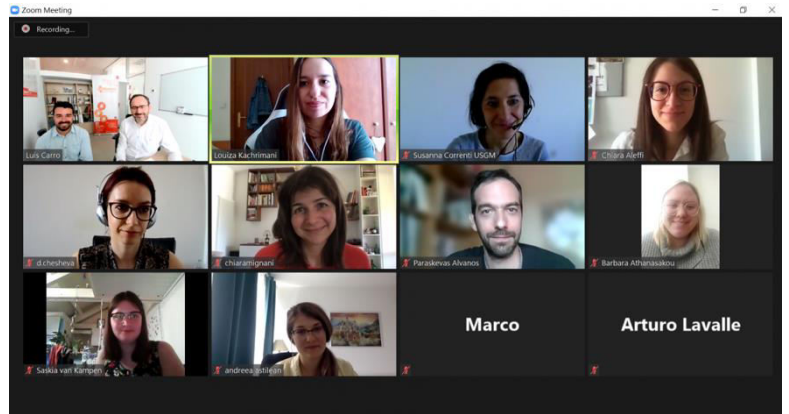 Zoom Meeting
Recording...
Luis Carro
Louiza Kachrimani
Susanna Correnti USGM
Chiara Aleffi
d.chesheva
chiaramignani
Paraskevas Alvanos
Barbara Athanasakou
Saskia van Kampen
andreea ostilean
Marco
Arturo Lavalle